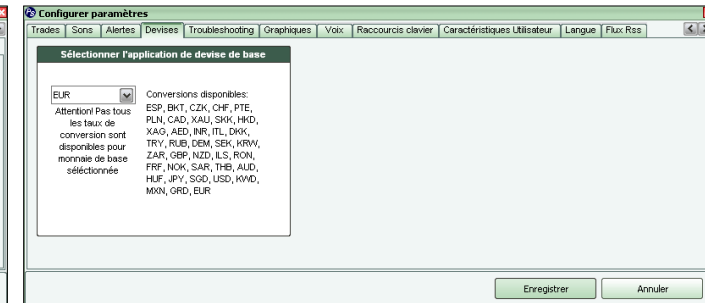 Configurer paramètres
Trades Sons Alertes Devises Troubleshooting Graphiques Voix Raccourcis clavier Caractéristiques Utilisateur Langue Flux Rss
Sélectionner l'application de devise de base
EUR
Attention! Pas tous
les taux de
conversion sont
disponibles pour
monnaie de base
séléctionnée
Conversions disponibles:
ESP, BKT, CZK, CHF, PTE,
PLN, CAD, XAU, SKK, HKD,
XAG, AED, INR, ITL, DKK,
TRY, RUB, DEM, SEK, KRW,
ZAR, GBP, NZD, ILS, RON,
FRF, NOK, SAR, THB, AUD,
HUF, JPY, SGD, USD, KWD,
MXN, GRD, EUR
Enregistrer
Annuler